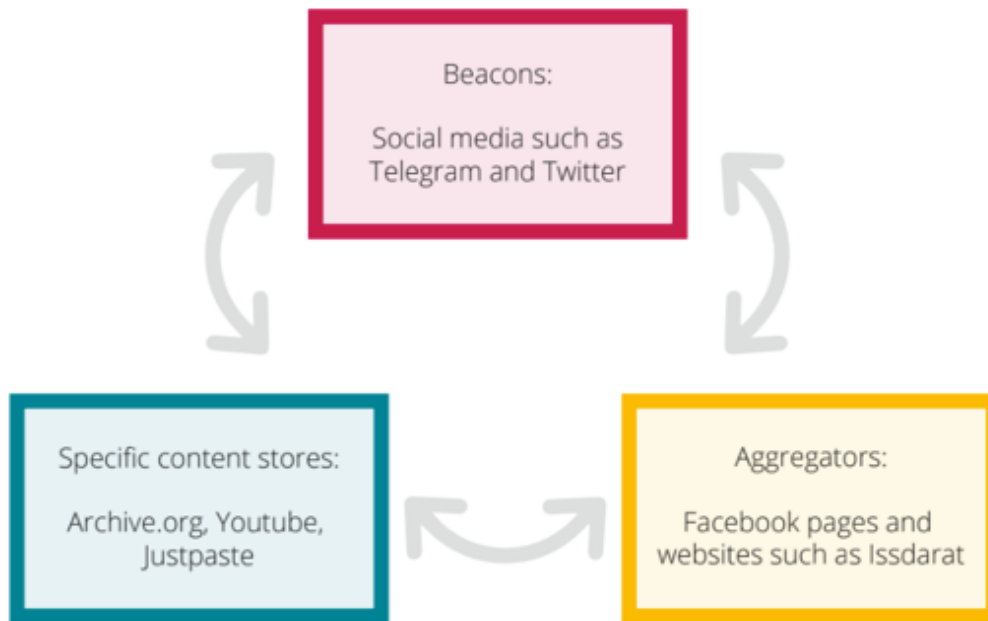 Beacons:
Social media such as
Telegram and Twitter
Specific content stores:
Archive.org, Youtube,
Justpaste
Aggregators:
Facebook pages and
websites such as Issdarat